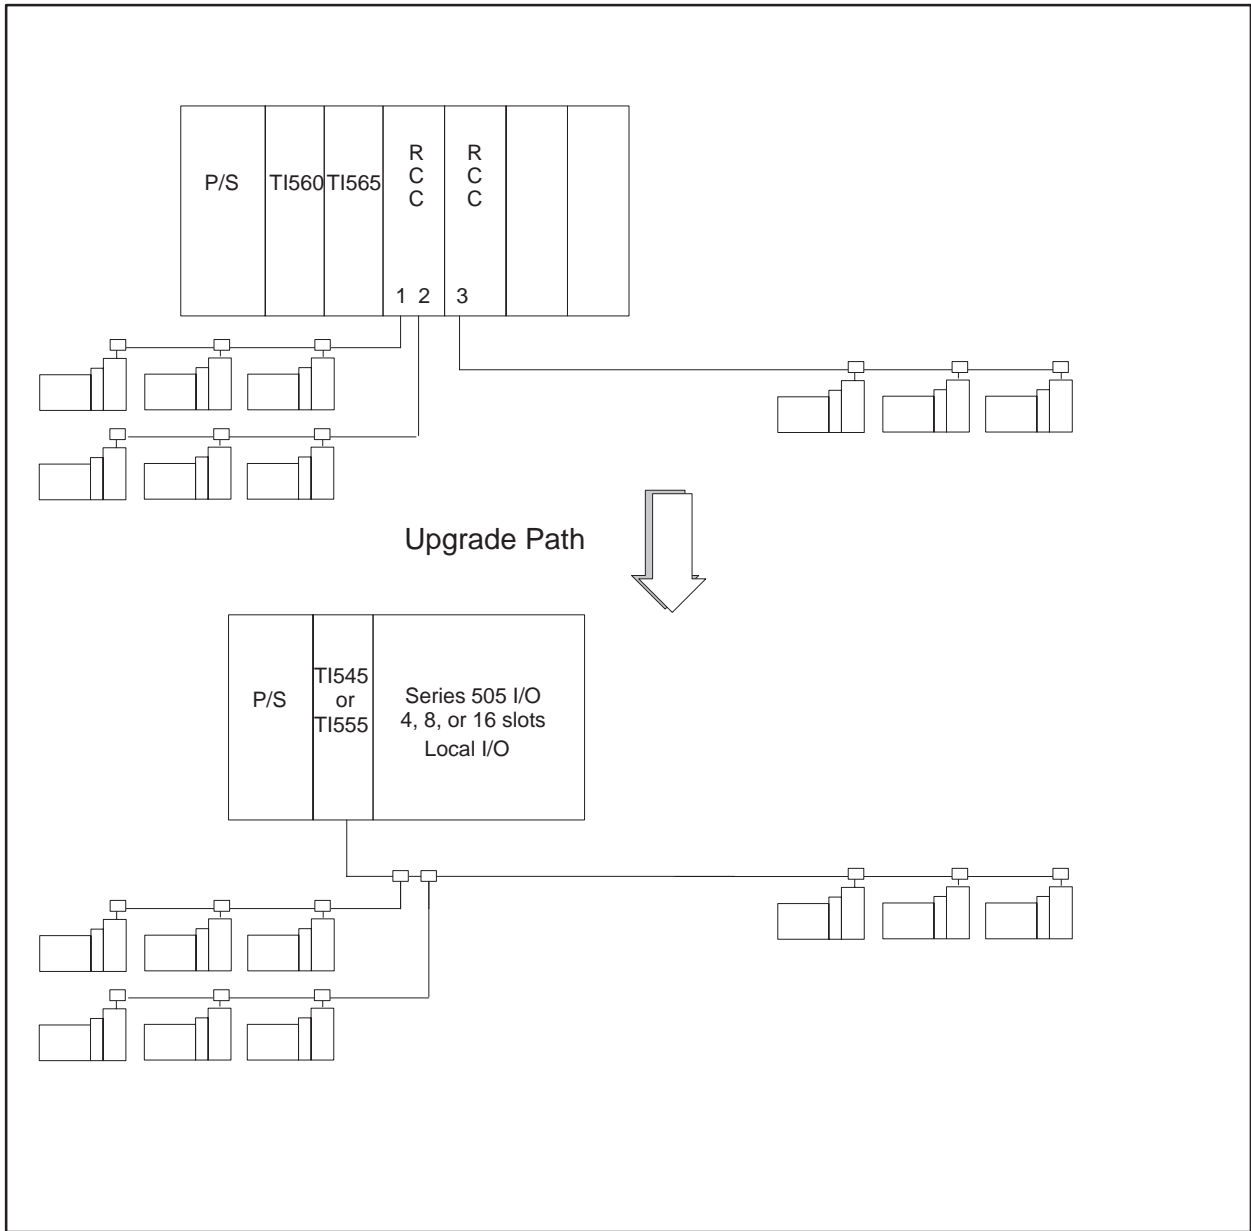 P/S
TI560
TI565
R
C
C
R
C
C
1 2
3
Upgrade Path
P/S
TI545
or
TI555
Series 505 I/O
4, 8, or 16 slots
Local I/O